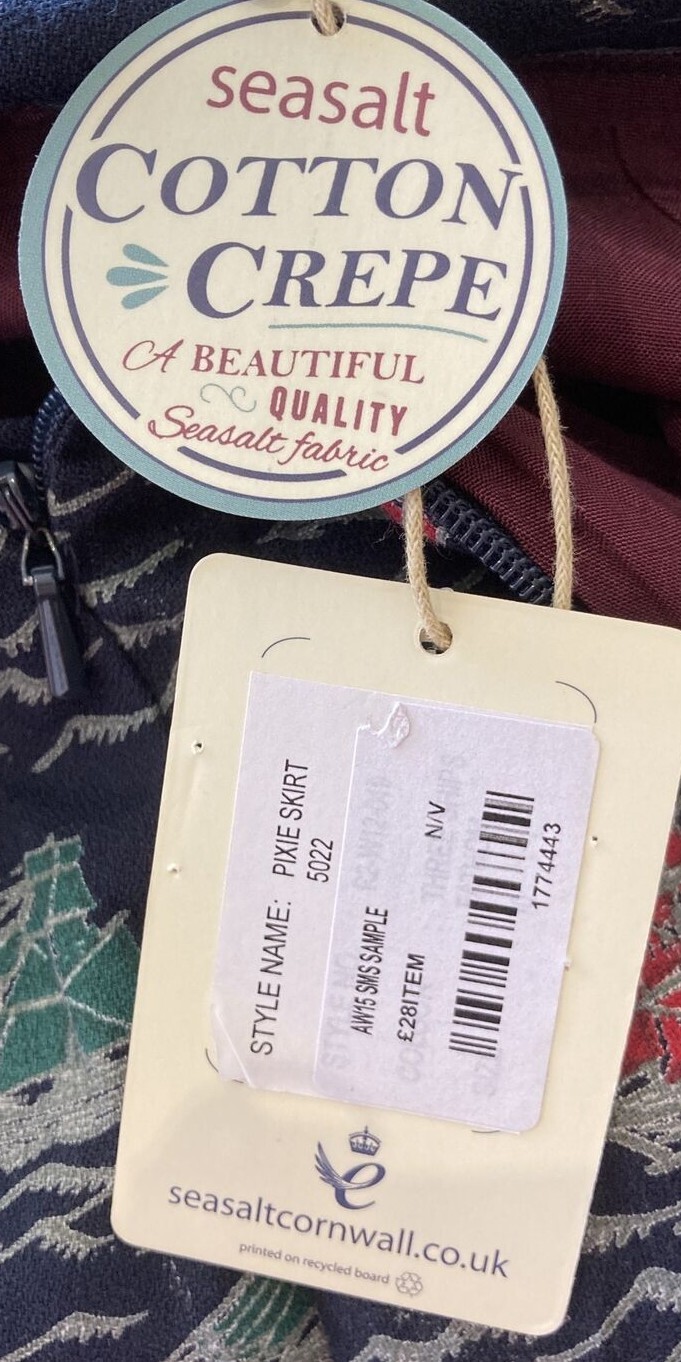 seasalt
COTTON
CREPE
A BEAUTIFUL
QUALITY
Seasalt fabric
STYLE NAME: PIXIE SKIRT
5022
AW15 SMS SAMPLE
£28ITEM N/V
1774443
seasaltcornwall.co.uk
printed on recycled board